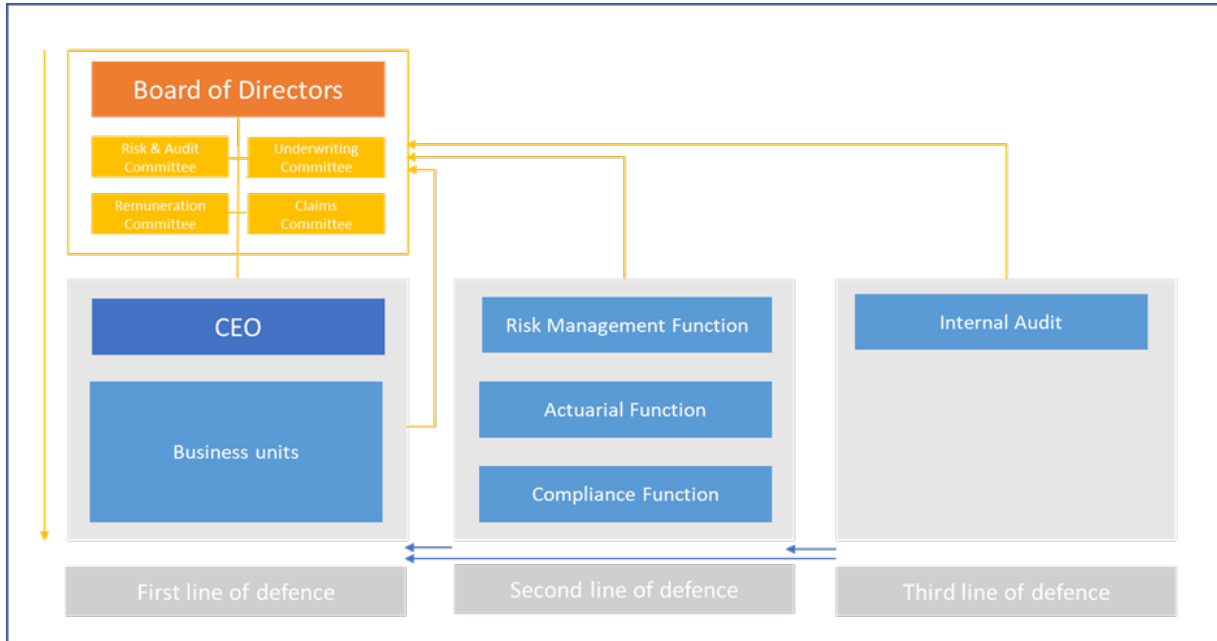 Board of Directors
Risk & Audit
Committee
Underwriting
Committee
Remuneration
Committee
Claims
Committee
CEO
Business units
Risk Management Function
Actuarial Function
Compliance Function
Internal Audit
First line of defence
Second line of defence
Third line of defence